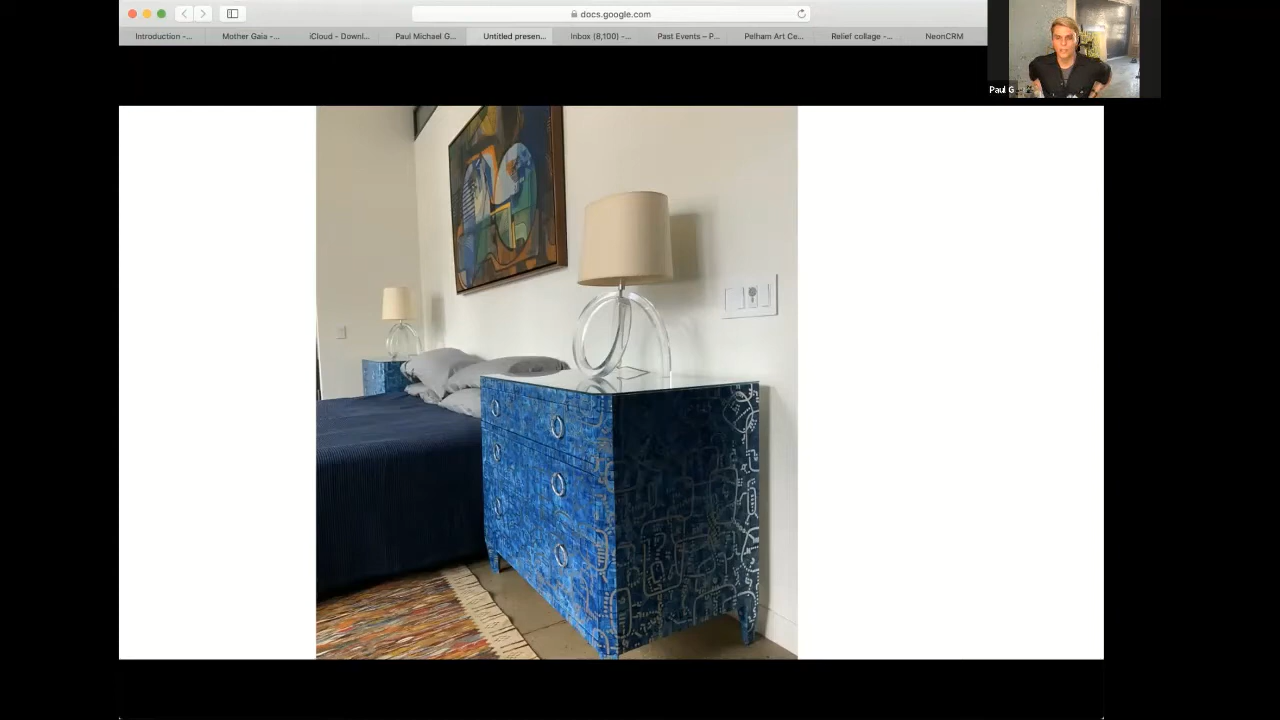 docs.google.com
Introduction -...
Mother Gaia -...
iCloud - Downl...
Paul Michael G...
Untitled presen...
Inbox (8,100) -...
Past Events – P...
Pelham Art Ce...
Relief collage -...
NeonCRM
Paul G